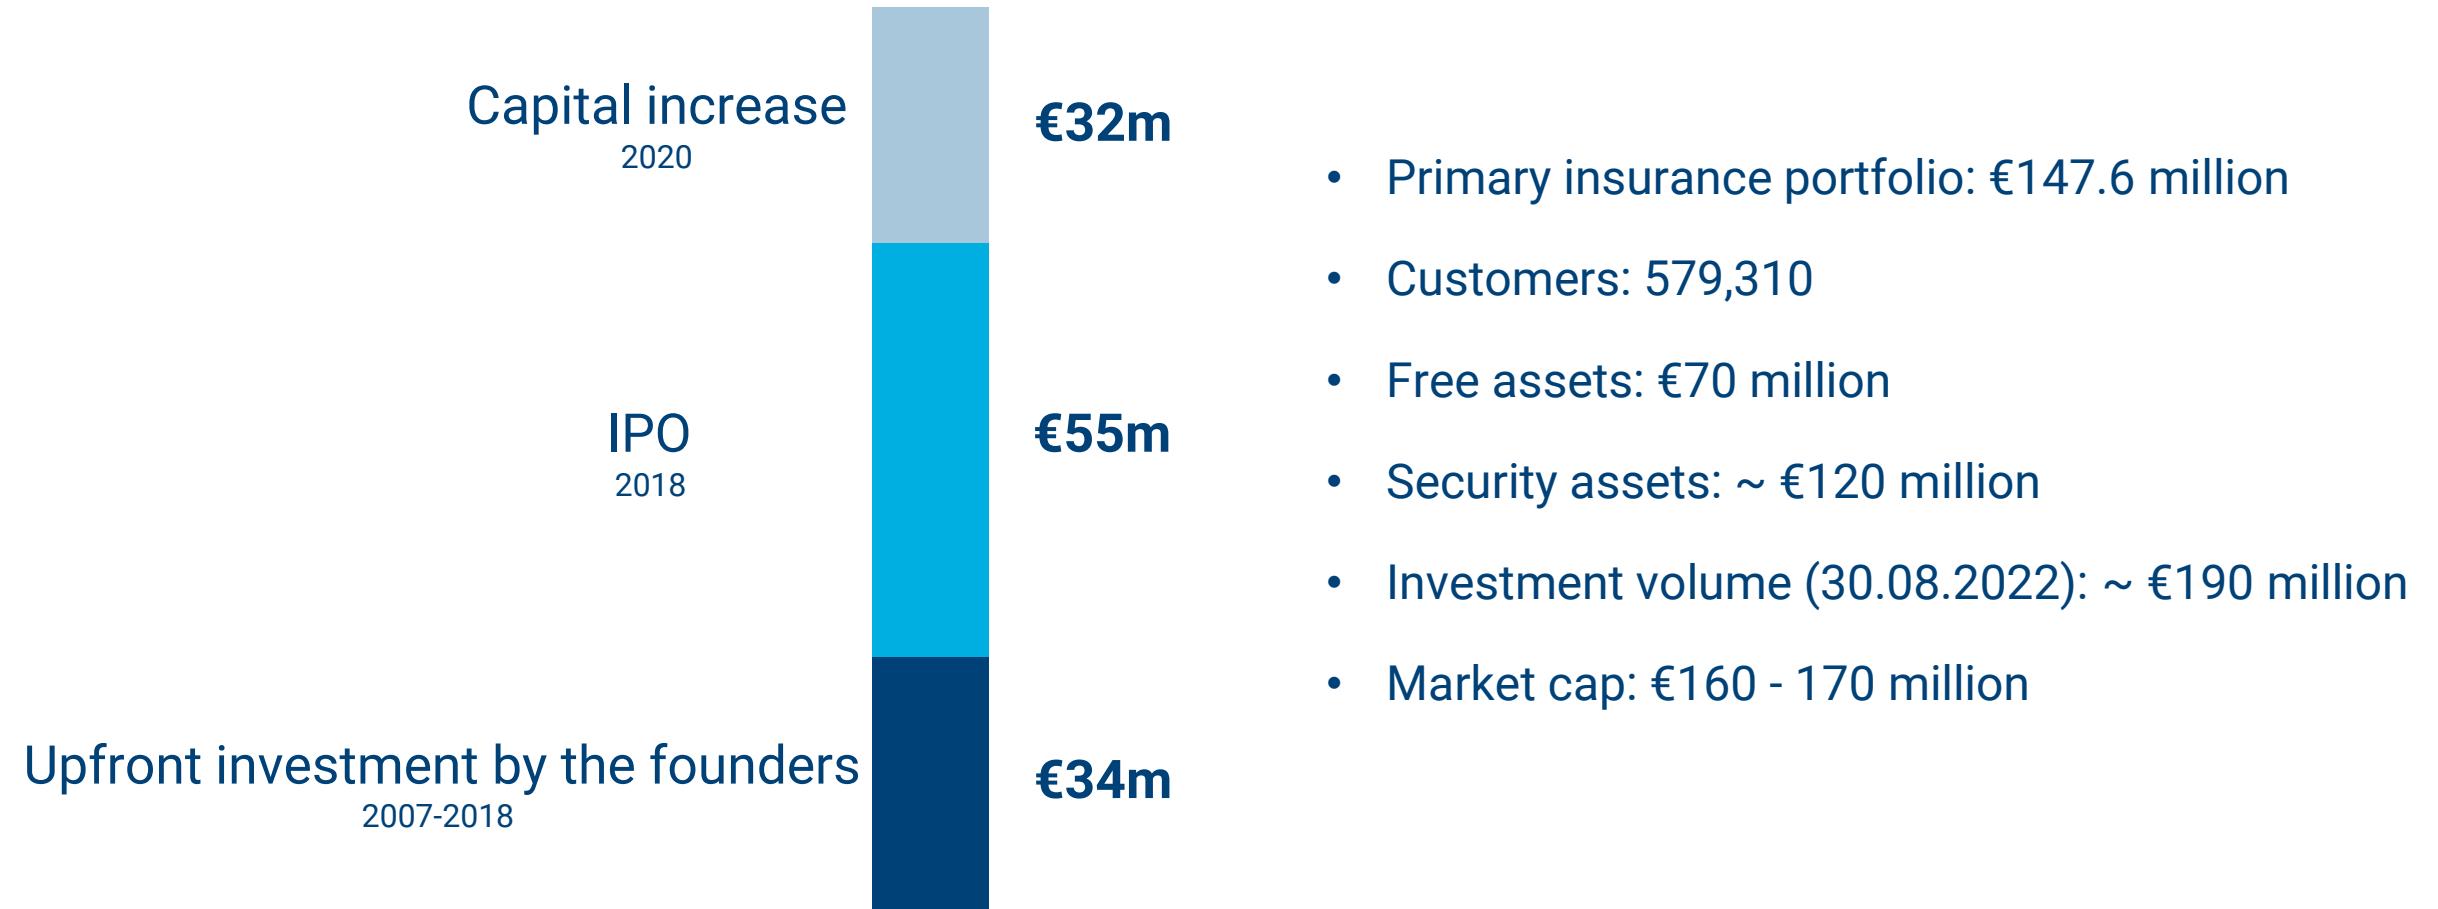 Capital increase
2020
€32m
IPO
2018
€55m
Upfront investment by the founders
2007-2018
€34m
• Primary insurance portfolio: €147.6 million
• Customers: 579,310
• Free assets: €70 million
• Security assets: ~ €120 million
• Investment volume (30.08.2022): ~ €190 million
• Market cap: €160 - 170 million